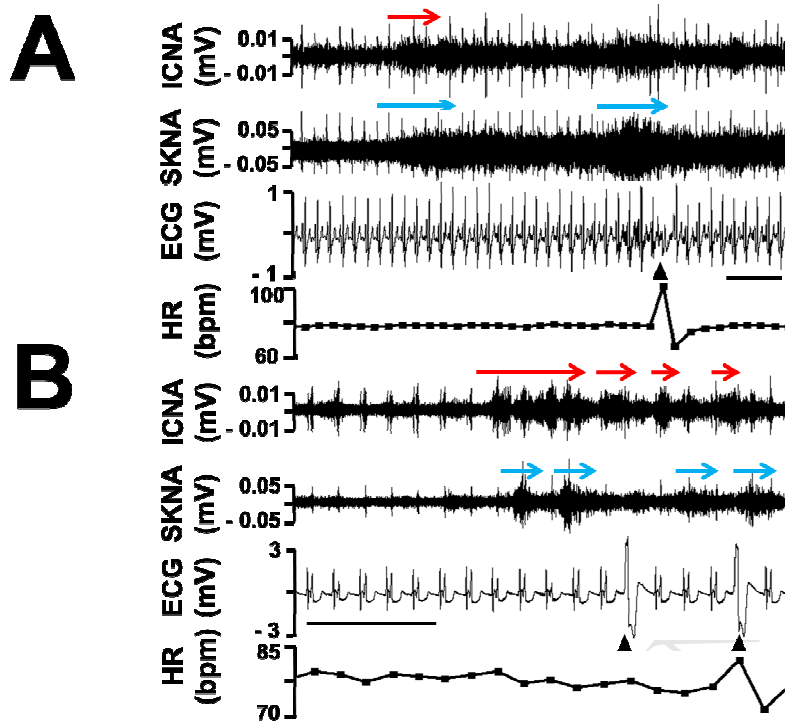 A
ICNA
(mV)
0.01
- 0.01
SKNA
(mV)
0.05
- 0.05
ECG
(mV)
1
- 1
HR
(bpm)
100
60
B
ICNA
(mV)
0.01
- 0.01
SKNA
(mV)
0.05
- 0.05
ECG
(mV)
3
- 3
HR
(bpm)
85
70